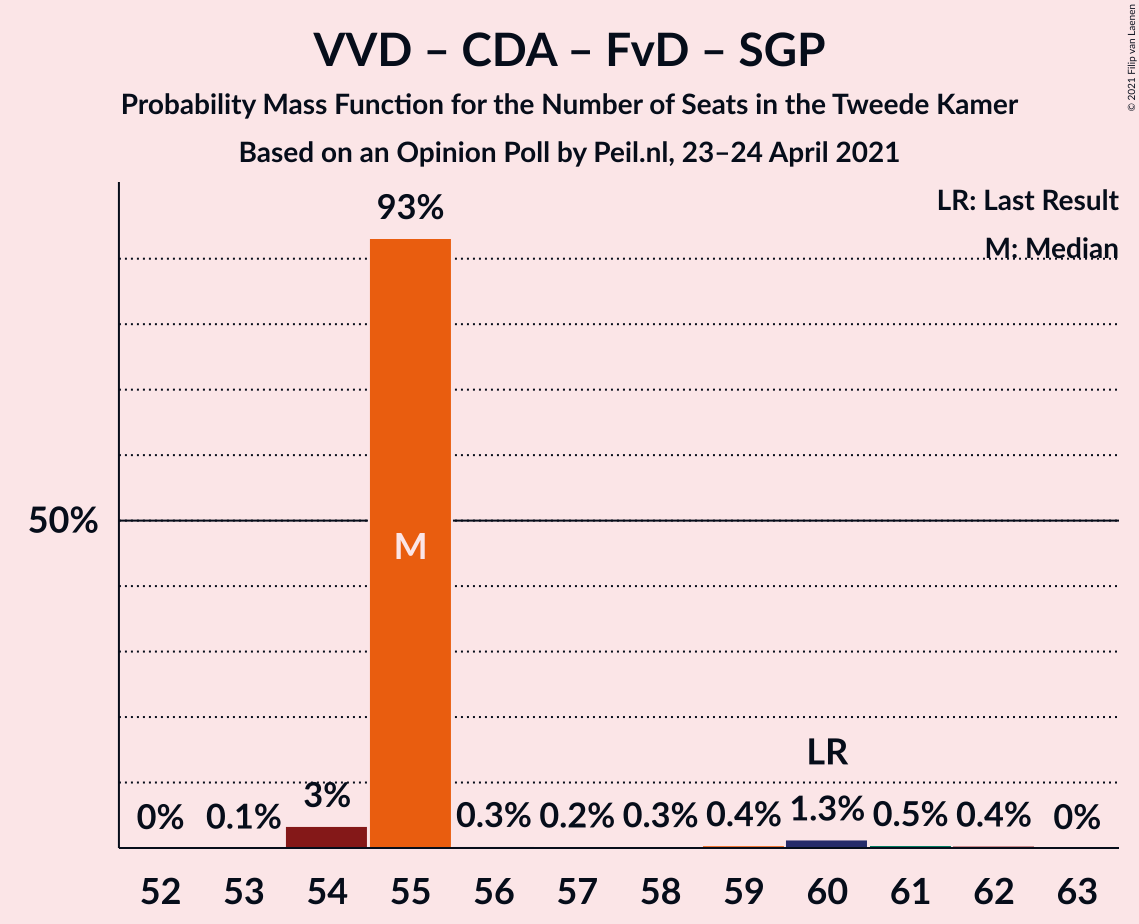 VVD – CDA – FvD – SGP
Probability Mass Function for the Number of Seats in the Tweede Kamer
Based on an Opinion Poll by Peil.nl, 23–24 April 2021
© 2021 Filip van Laenen
LR: Last Result
M: Median
93%
50%
M
LR
0% 0.1% 3% 0.3% 0.2% 0.3% 0.4% 1.3% 0.5% 0.4% 0%
52 53 54 55 56 57 58 59 60 61 62 63